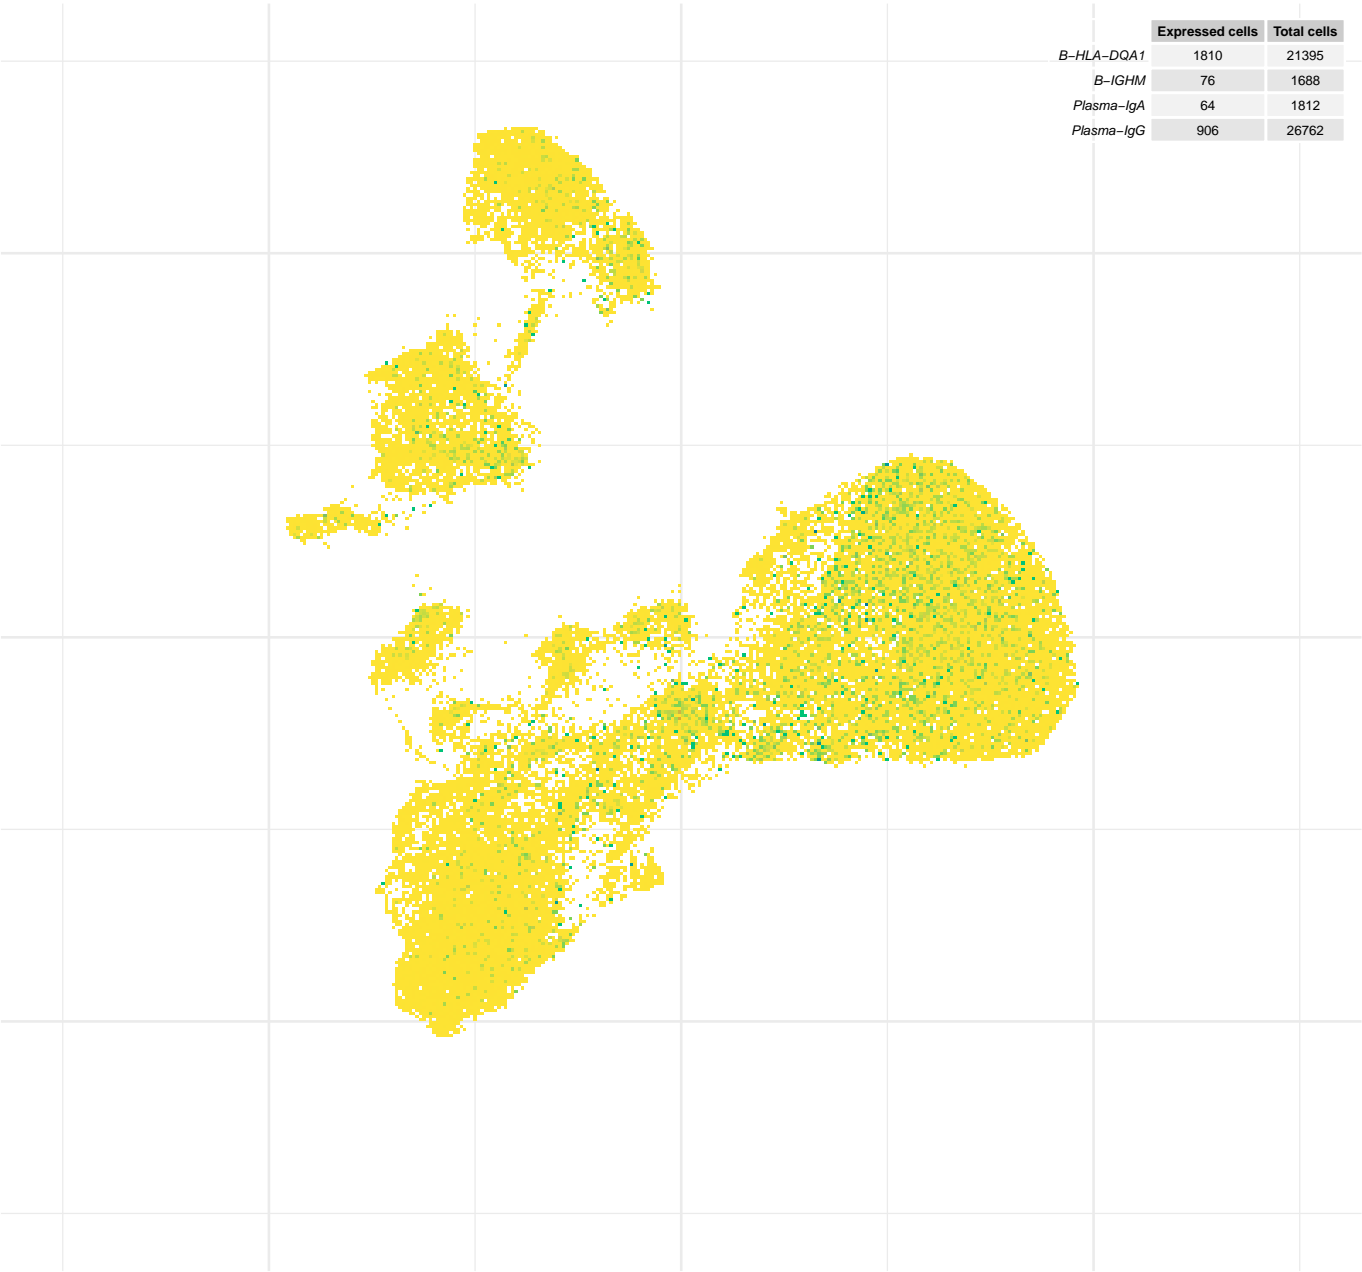 Expressed cells Total cells
B−HLA−DQA1 1810 21395
B−IGHM 76 1688
Plasma−IgA 64 1812
Plasma−IgG 906 26762